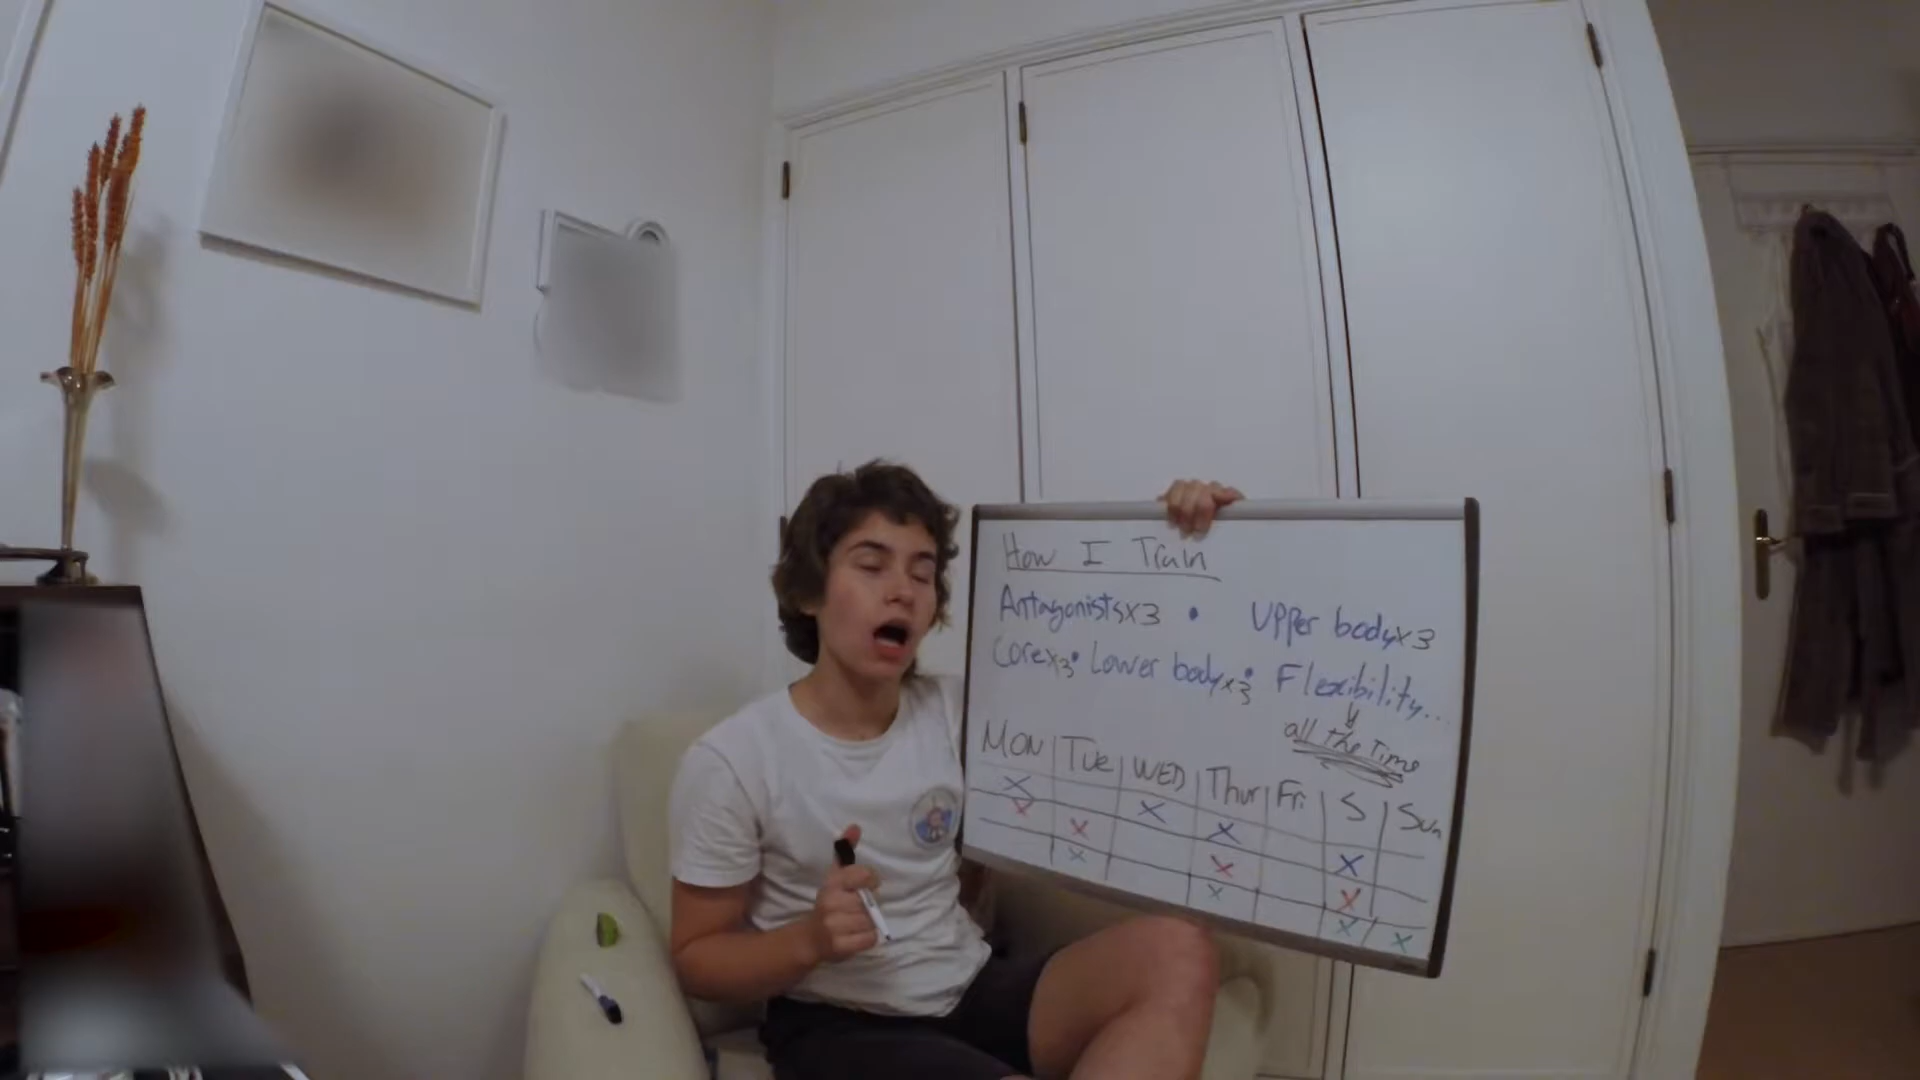 How I Train
Antagonistsx3 • Upper bodyx3
Corex3• Lower bodyx3• Flexibility...
all the Time
MON Tue WED Thur Fri S Sun
X X X X
X X X X
X X X X